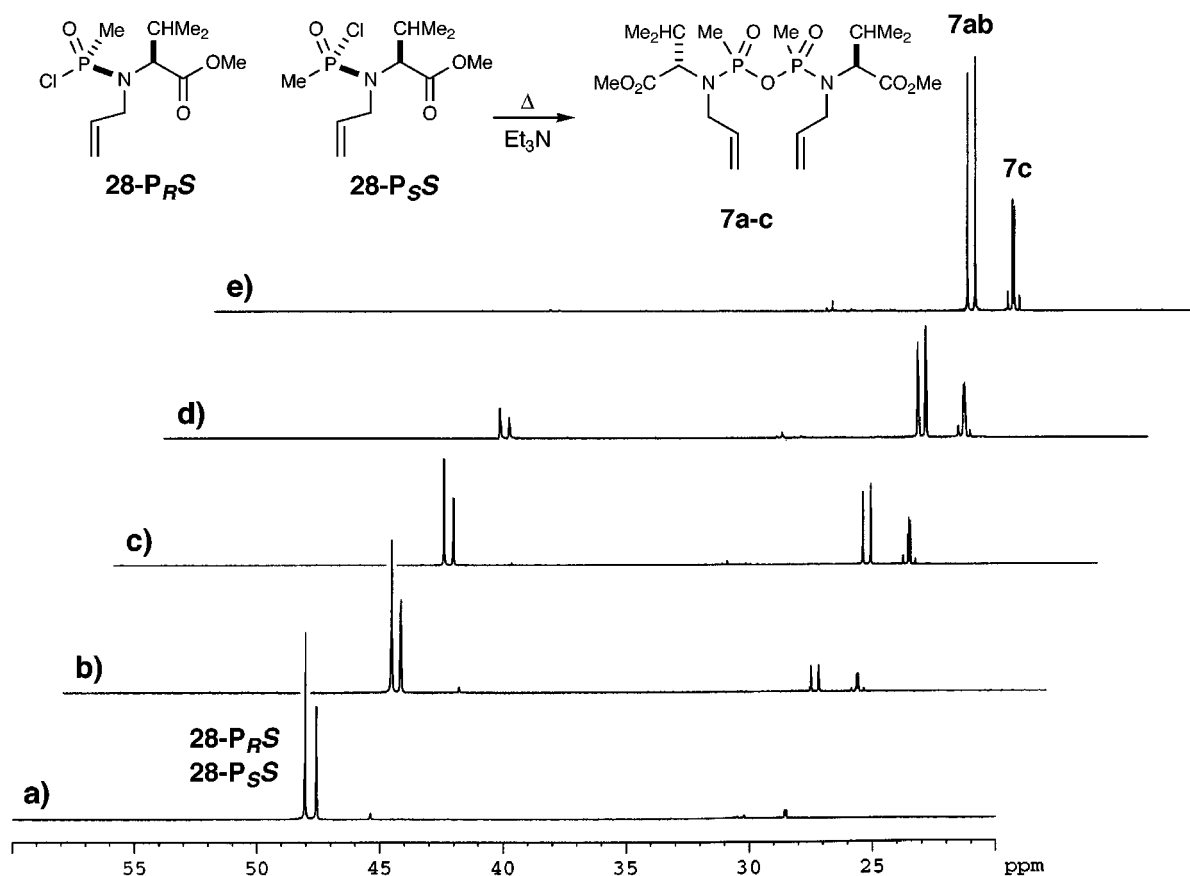 O
Me
CHMe2
P
OMe
Cl
N
O
28-PRS
O
Cl
CHMe2
P
OMe
Me
N
O
28-PSS
Δ
Et3N
Me2HC
Me
O
Me
O
CHMe2
MeO2C
N
P
O
P
N
CO2Me
7a-c
7ab
7c
e)
d)
c)
b)
28-PRS
28-PSS
a)
55 50 45 40 35 30 25 ppm